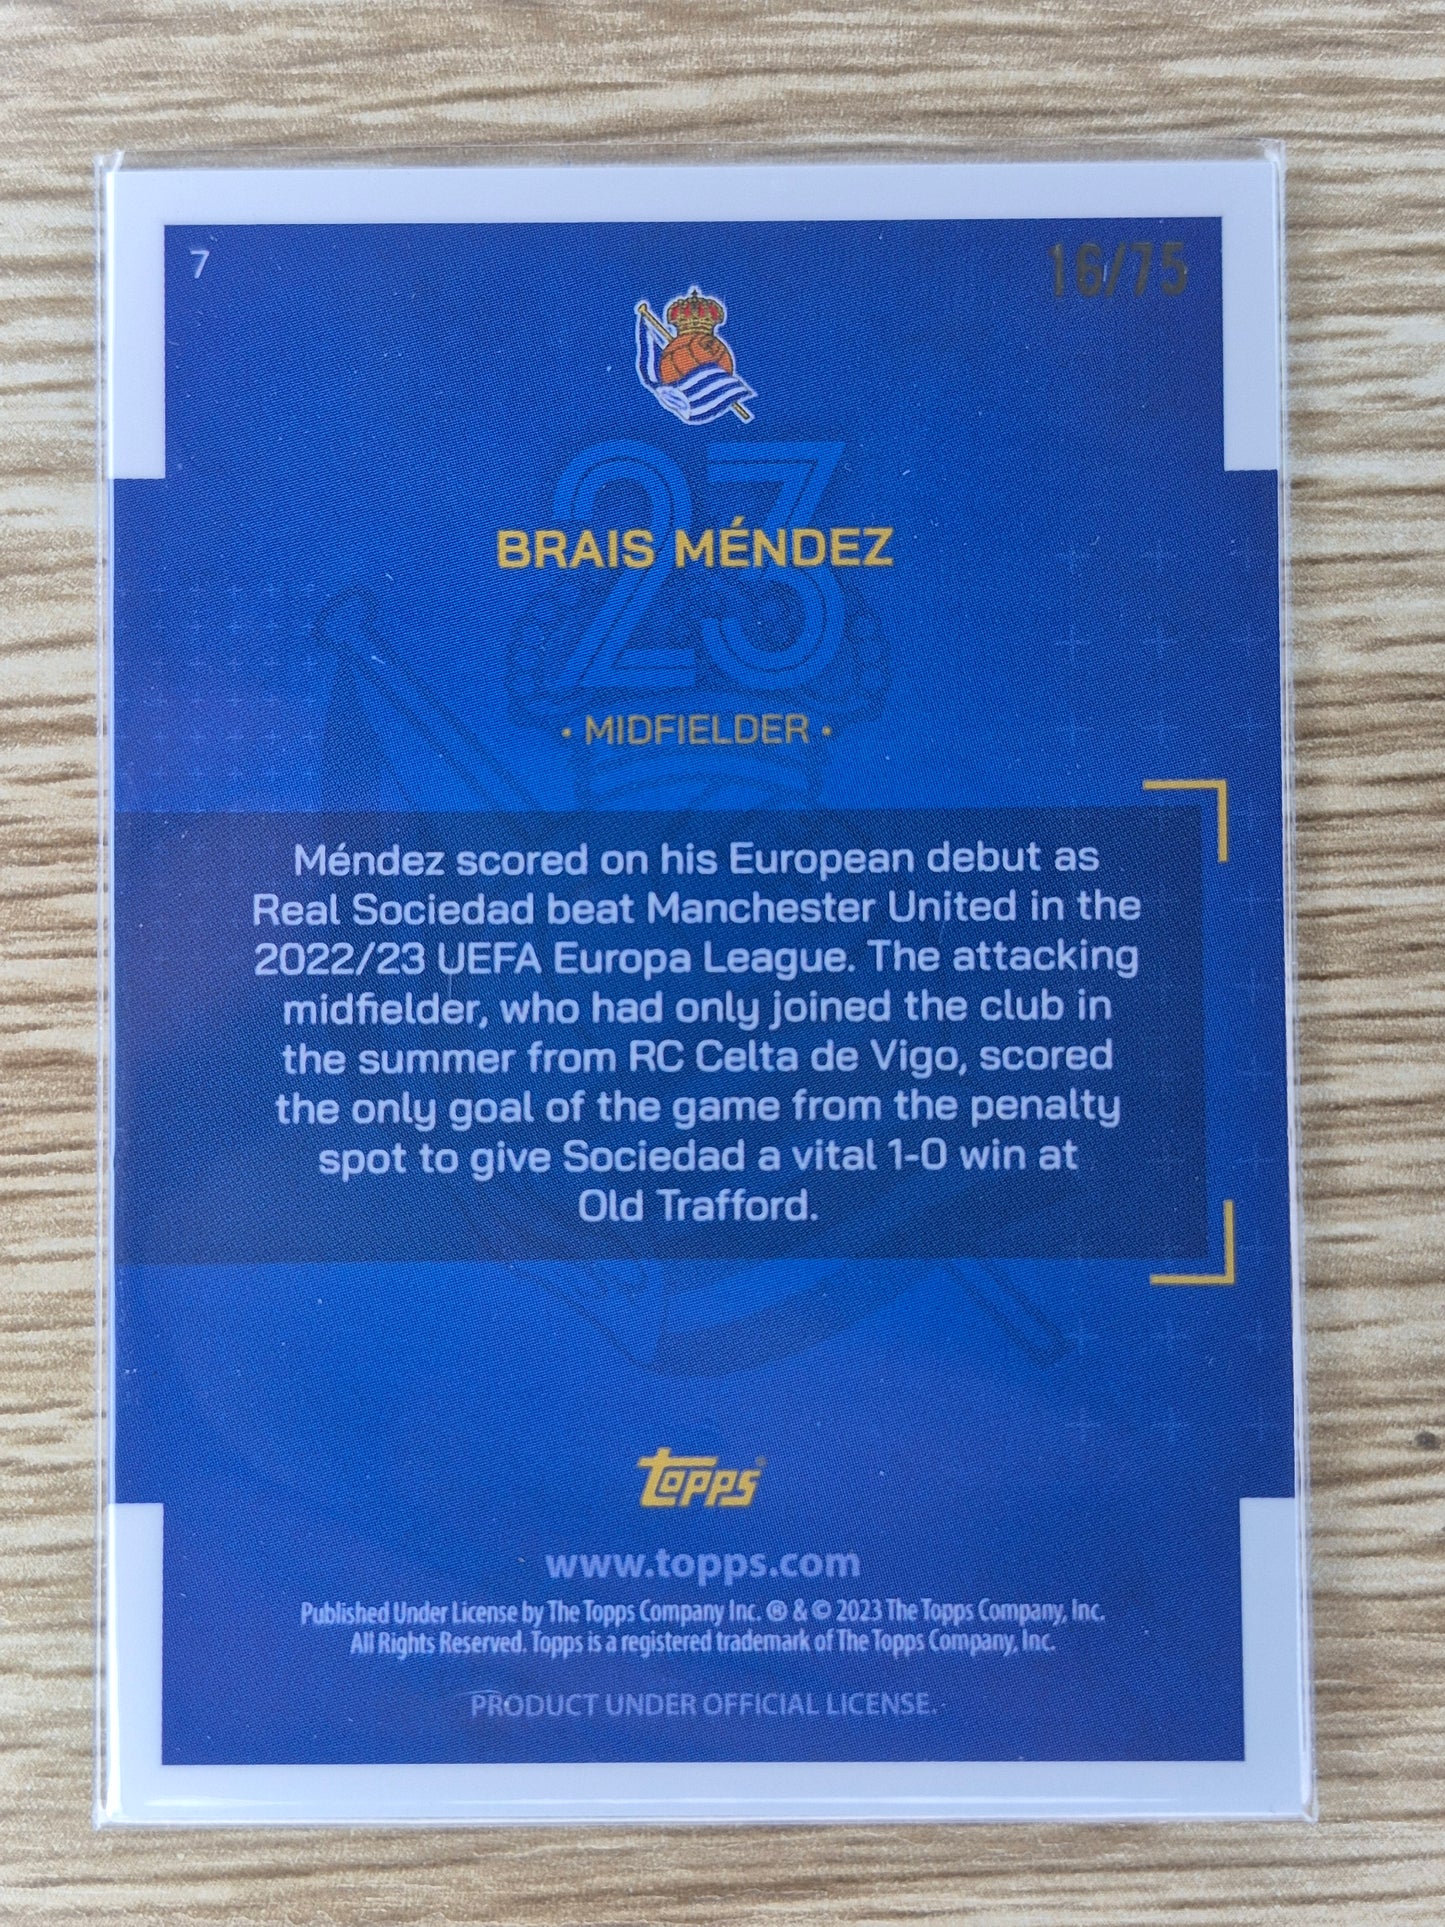 7
16/75
23
BRAIS MÉNDEZ
• MIDFIELDER •
Méndez scored on his European debut as
Real Sociedad beat Manchester United in the
2022/23 UEFA Europa League. The attacking
midfielder, who had only joined the club in
the summer from RC Celta de Vigo, scored
the only goal of the game from the penalty
spot to give Sociedad a vital 1-0 win at
Old Trafford.
topps®
www.topps.com
Published Under License by The Topps Company Inc. ® & © 2023 The Topps Company, Inc.
All Rights Reserved. Topps is a registered trademark of The Topps Company, Inc.
PRODUCT UNDER OFFICIAL LICENSE.